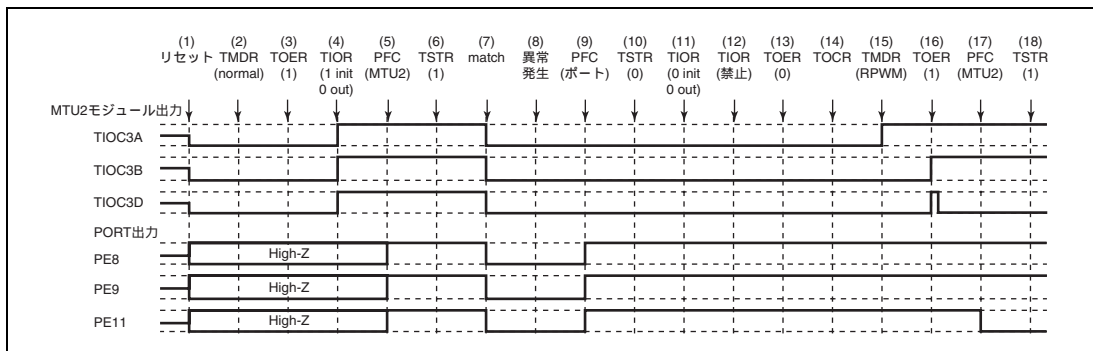 (1) (2) (3) (4) (5) (6) (7) (8) (9) (10) (11) (12) (13) (14) (15) (16) (17) (18)
リセット TMDR TOER TIOR PFC TSTR match 異常 PFC TSTR TIOR TIOR TOER TOCR TMDR TOER PFC TSTR
(normal) (1) (1 init (MTU2) (1) 発生 (ポート) (0) (0 init (禁止) (0) (RPWM) (1) (MTU2) (1)
0 out) 0 out)
MTU2モジュール出力
TIOC3A
TIOC3B
TIOC3D
PORT出力
PE8 High-Z
PE9 High-Z
PE11 High-Z